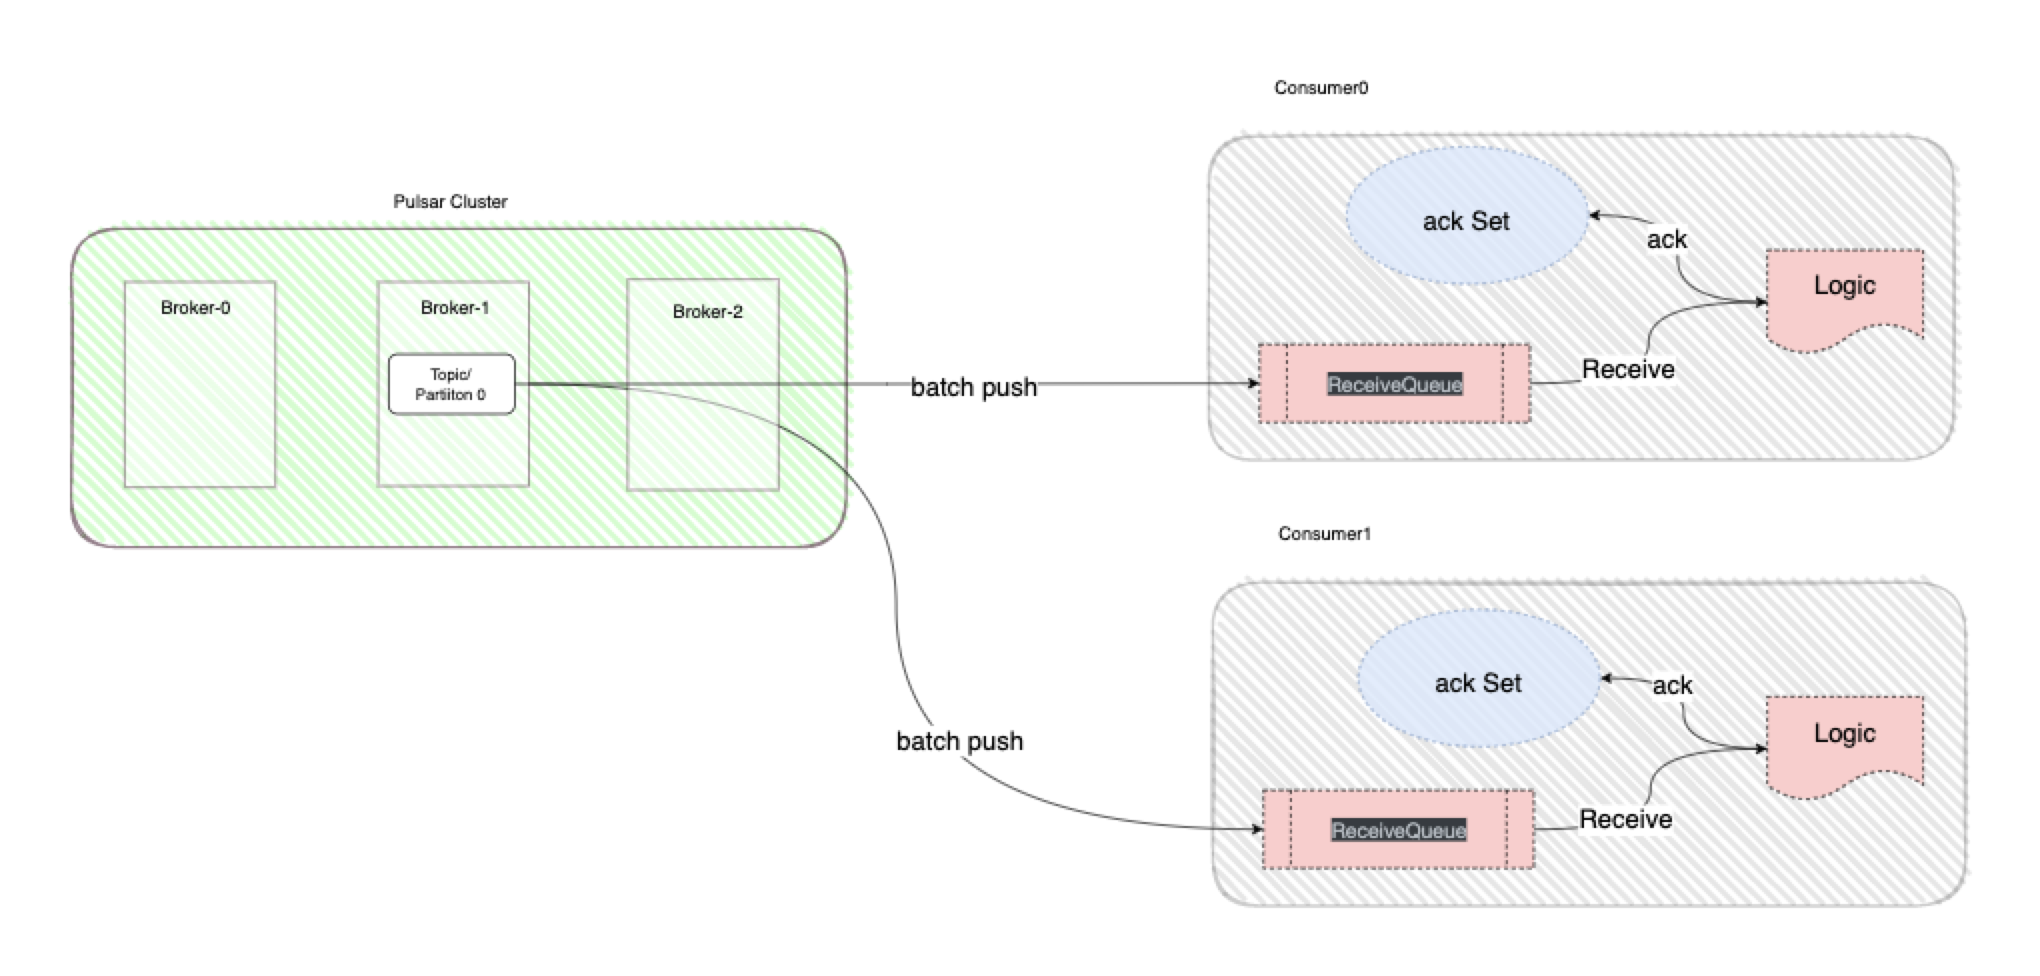 Consumer0
Pulsar Cluster
ack Set
ack
Logic
Broker-0
Broker-1
Broker-2
Topic/
Partiiton 0
batch push
ReceiveQueue
Receive
Consumer1
ack Set
ack
Logic
batch push
ReceiveQueue
Receive